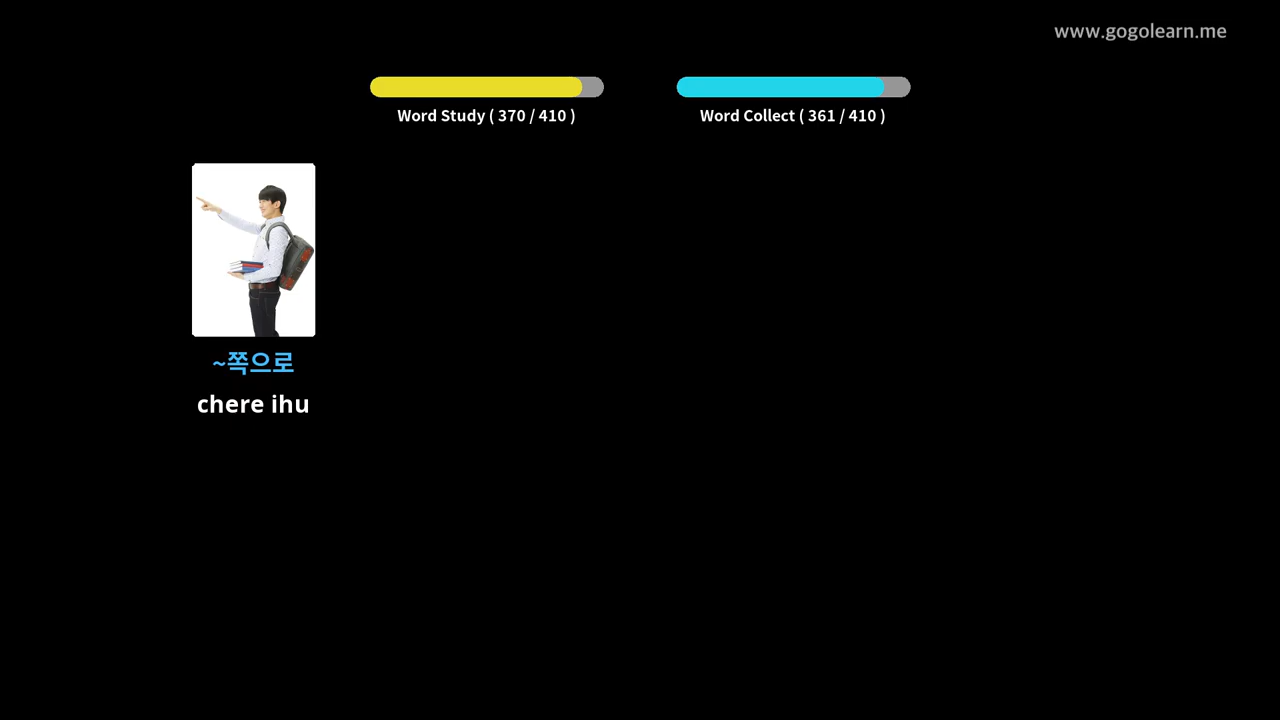 www.gogolearn.me
Word Study ( 370 / 410 )
Word Collect ( 361 / 410 )
~쪽으로
chere ihu